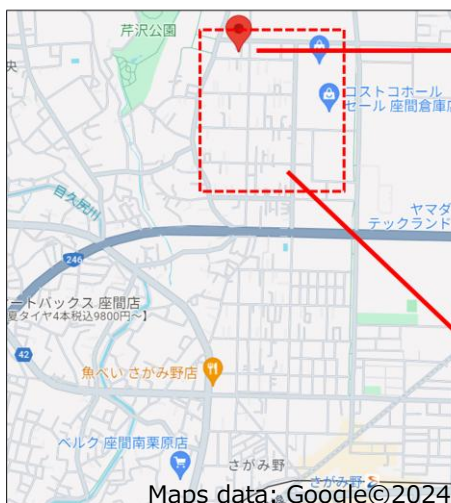 芹沢公園
央
コストコホール
セール 座間倉庫店
目久尻川
ヤマダ
テックランド
246
ートバックス 座間店
夏タイヤ4本税込9800円~】
42
魚べい さがみ野店
ベルク 座間南栗原店
さがみ野
さがみ野
Maps data: Google©2024